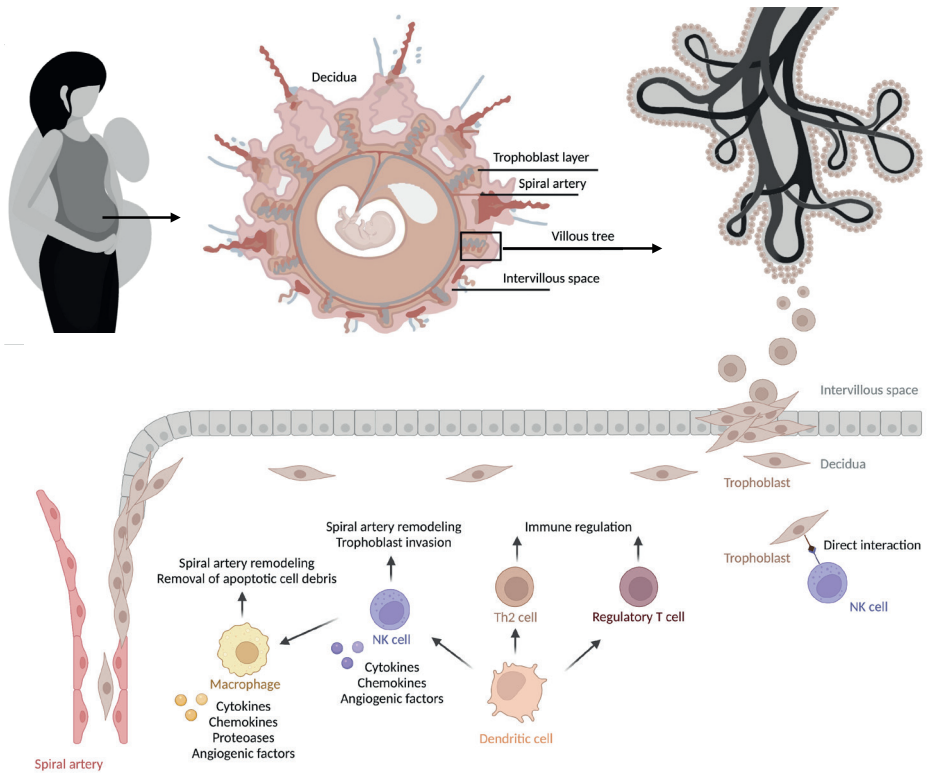 Decidua
Trophoblast layer
Spiral artery
Villous tree
Intervillous space
Intervillous space
Decidua
Trophoblast
Spiral artery remodeling
Trophoblast invasion
Immune regulation
Spiral artery remodeling
Removal of apoptotic cell debris
Trophoblast
Direct interaction
NK cell
NK cell
Th2 cell
Regulatory T cell
Macrophage
Cytokines
Chemokines
Angiogenic factors
Cytokines
Chemokines
Proteoases
Angiogenic factors
Dendritic cell
Spiral artery